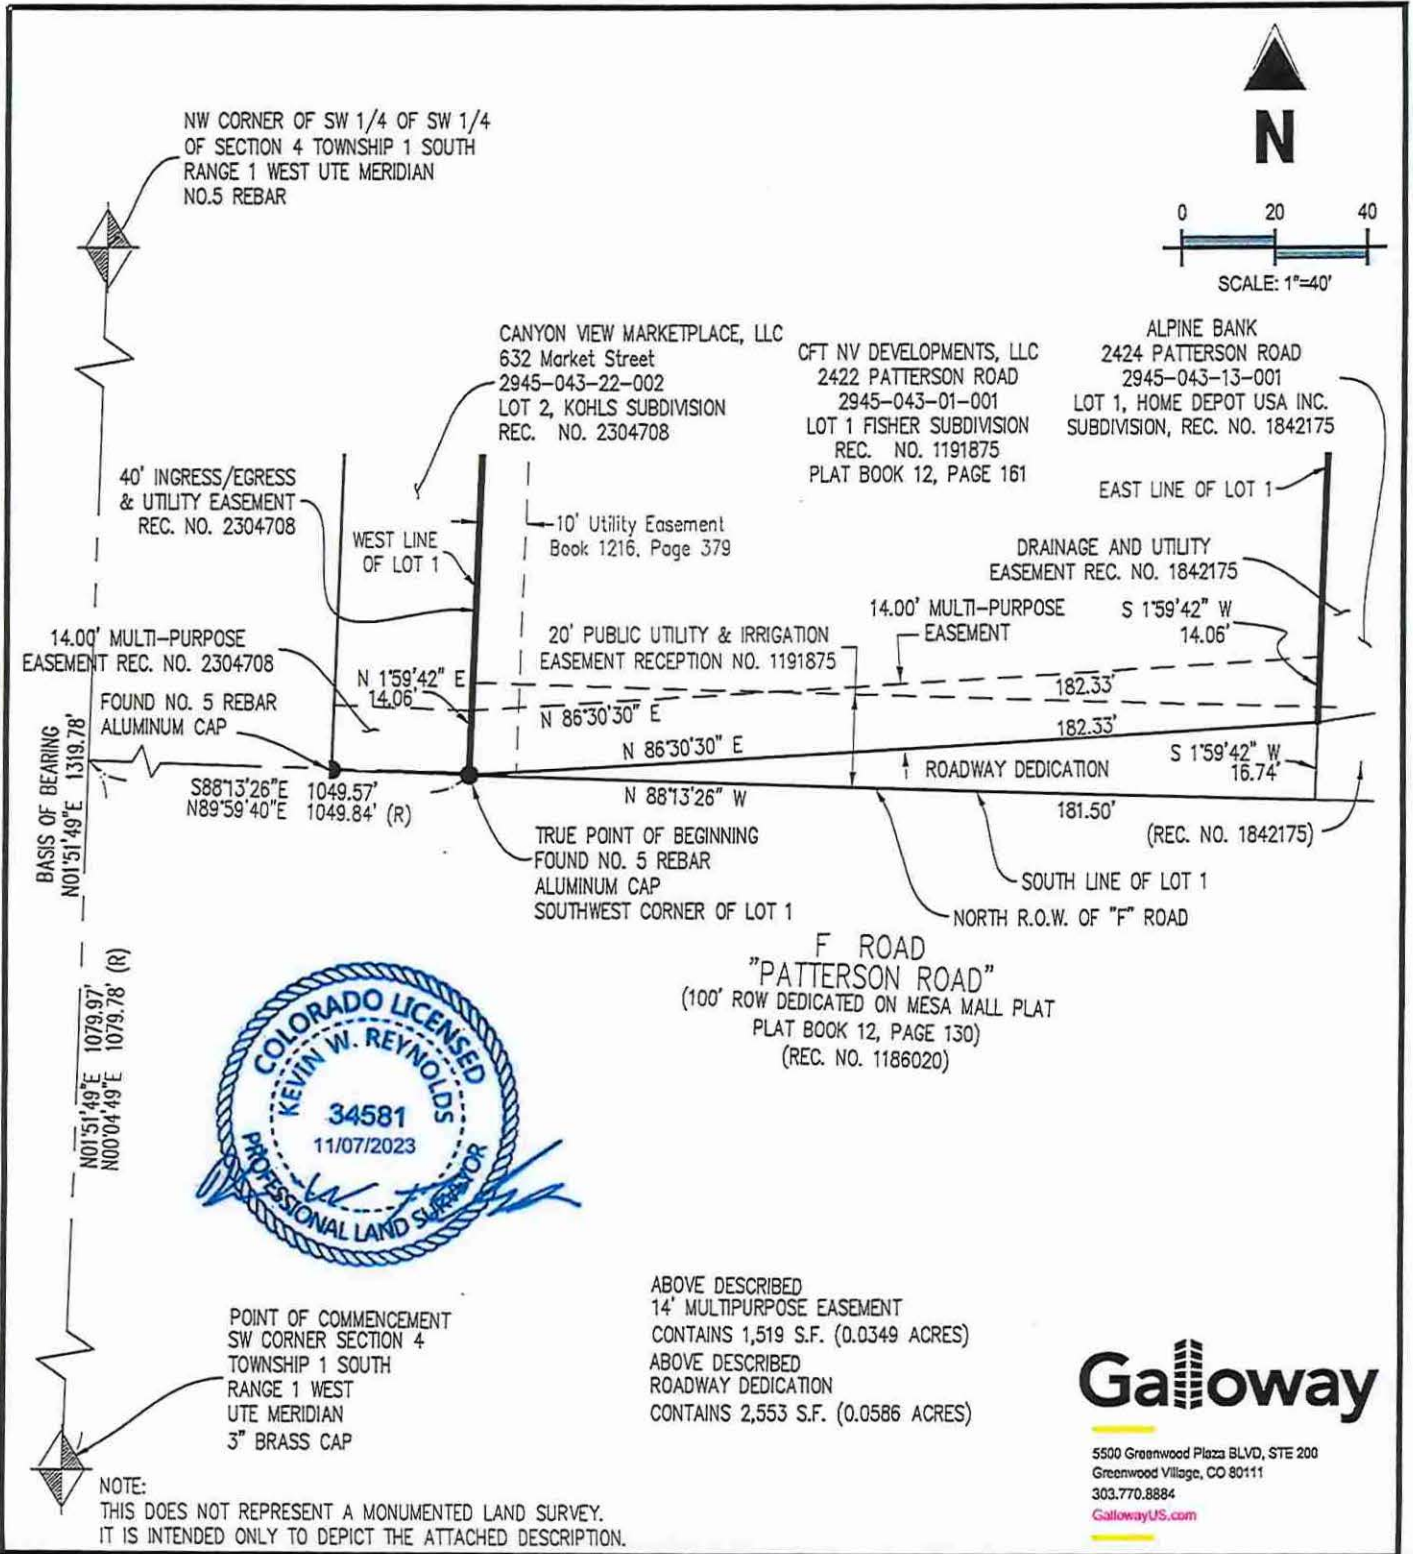 NW CORNER OF SW 1/4 OF SW 1/4
OF SECTION 4 TOWNSHIP 1 SOUTH
RANGE 1 WEST UTE MERIDIAN
NO.5 REBAR
N
0 20 40
SCALE: 1"=40'
CANYON VIEW MARKETPLACE, LLC
632 Market Street
2945-043-22-002
LOT 2, KOHLS SUBDIVISION
REC. NO. 2304708
CFT NV DEVELOPMENTS, LLC
2422 PATTERSON ROAD
2945-043-01-001
LOT 1 FISHER SUBDIVISION
REC. NO. 1191875
PLAT BOOK 12, PAGE 161
ALPINE BANK
2424 PATTERSON ROAD
2945-043-13-001
LOT 1, HOME DEPOT USA INC.
SUBDIVISION, REC. NO. 1842175
40' INGRESS/EGRESS
& UTILITY EASEMENT
REC. NO. 2304708
WEST LINE
OF LOT 1
10' Utility Easement
Book 1216, Page 379
EAST LINE OF LOT 1
DRAINAGE AND UTILITY
EASEMENT REC. NO. 1842175
14.00' MULTI-PURPOSE
EASEMENT
S 1°59'42" W
14.06'
14.00' MULTI-PURPOSE
EASEMENT REC. NO. 2304708
20' PUBLIC UTILITY & IRRIGATION
EASEMENT RECEPTION NO. 1191875
N 1°59'42" E
14.06'
FOUND NO. 5 REBAR
ALUMINUM CAP
N 86°30'30" E
182.33'
N 86°30'30" E
182.33'
ROADWAY DEDICATION
S 1°59'42" W
16.74'
S88°13'26"E 1049.57'
N89°59'40"E 1049.84' (R)
N 88°13'26" W
181.50'
(REC. NO. 1842175)
BASIS OF BEARING
N01°51'49"E 1319.78'
TRUE POINT OF BEGINNING
FOUND NO. 5 REBAR
ALUMINUM CAP
SOUTHWEST CORNER OF LOT 1
SOUTH LINE OF LOT 1
NORTH R.O.W. OF "F" ROAD
F ROAD
"PATTERSON ROAD"
(100' ROW DEDICATED ON MESA MALL PLAT
PLAT BOOK 12, PAGE 130)
(REC. NO. 1186020)
N01°51'49"E 1079.97'
N00°04'49"E 1079.78' (R)
COLORADO LICENSED
KEVIN W. REYNOLDS
34581
11/07/2023
PROFESSIONAL LAND SURVEYOR
POINT OF COMMENCEMENT
SW CORNER SECTION 4
TOWNSHIP 1 SOUTH
RANGE 1 WEST
UTE MERIDIAN
3" BRASS CAP
ABOVE DESCRIBED
14' MULTIPURPOSE EASEMENT
CONTAINS 1,519 S.F. (0.0349 ACRES)
ABOVE DESCRIBED
ROADWAY DEDICATION
CONTAINS 2,553 S.F. (0.0586 ACRES)
Galloway
5500 Greenwood Plaza BLVD, STE 200
Greenwood Village, CO 80111
303.770.8884
GallowayUS.com
NOTE:
THIS DOES NOT REPRESENT A MONUMENTED LAND SURVEY.
IT IS INTENDED ONLY TO DEPICT THE ATTACHED DESCRIPTION.